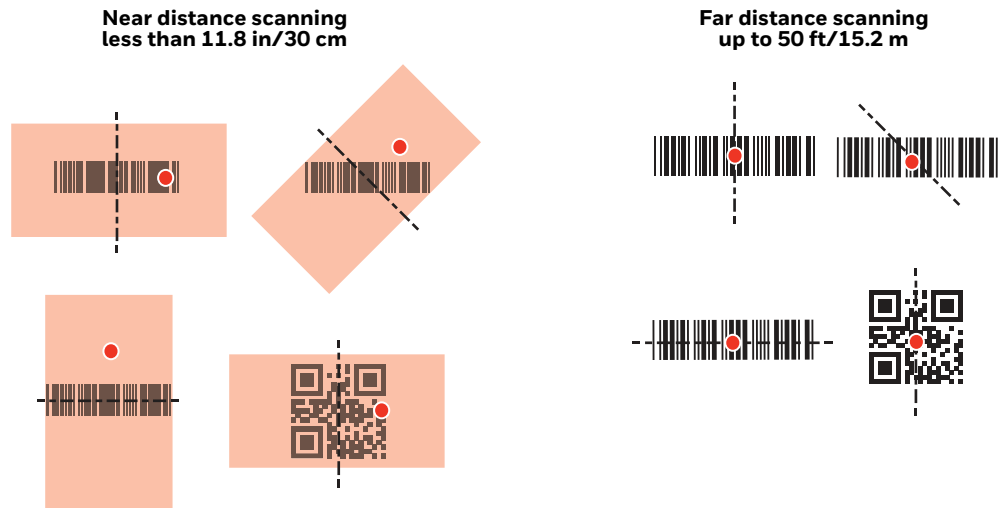 Near distance scanning
less than 11.8 in/30 cm
Far distance scanning
up to 50 ft/15.2 m